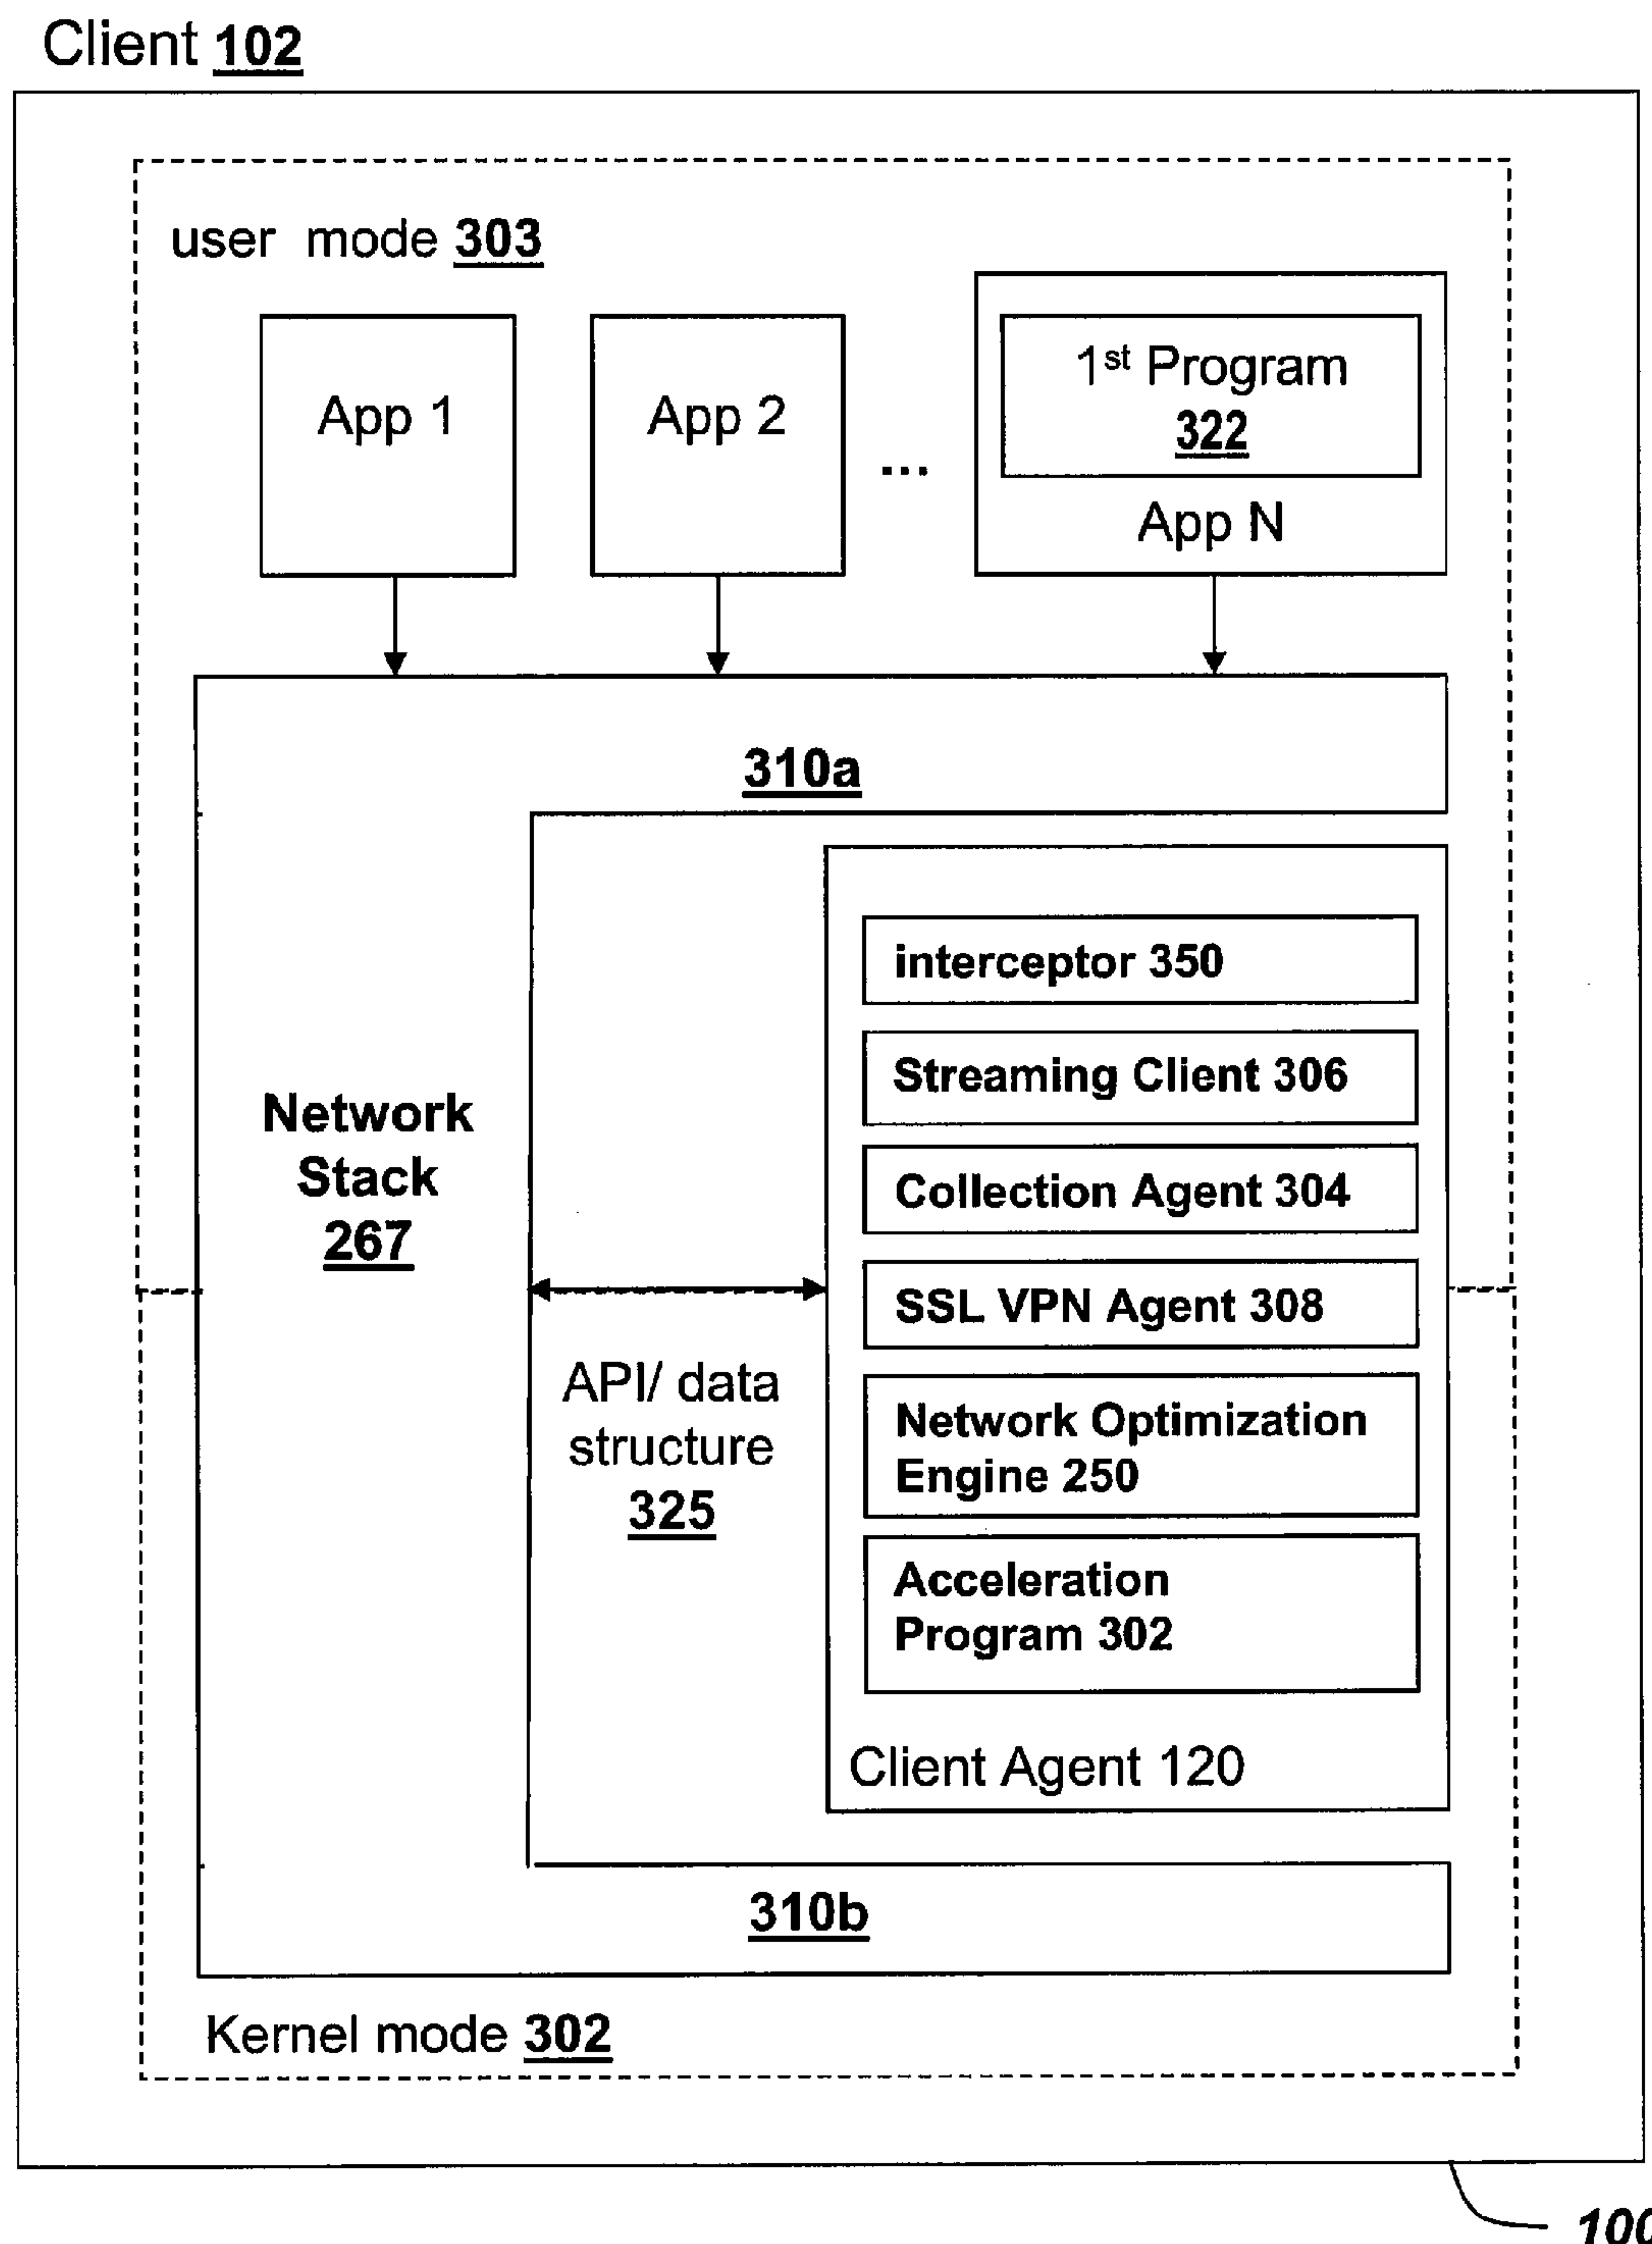 Client 102
user mode 303
App 1
App 2
...
1st Program
322
App N
310a
Network
Stack
267
API/ data
structure
325
interceptor 350
Streaming Client 306
Collection Agent 304
SSL VPN Agent 308
Network Optimization
Engine 250
Acceleration
Program 302
Client Agent 120
310b
Kernel mode 302
100